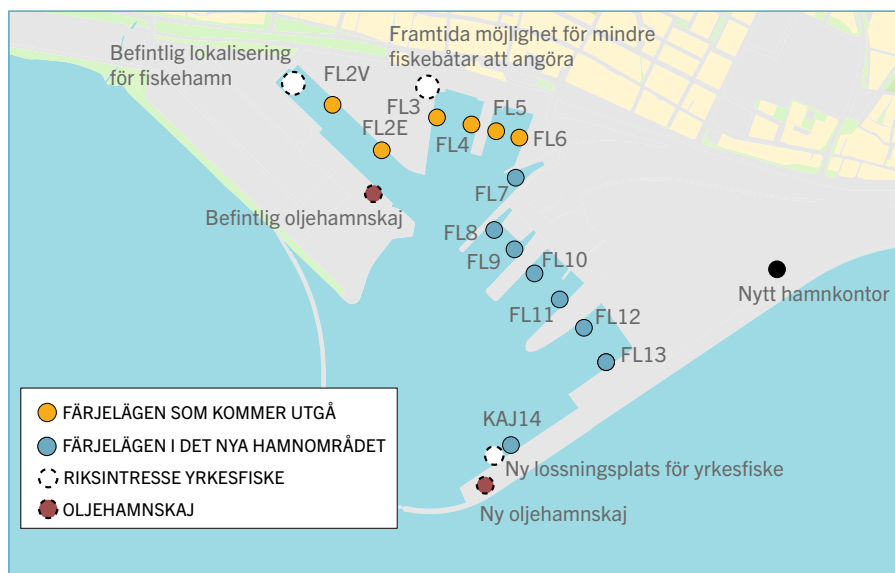 Befintlig lokalisering
för fiskehamn
Framtida möjlighet för mindre
fiskebåtar att angöra
FL2V
FL3
FL5
FL2E
FL4
FL6
FL7
Befintlig oljehamnskaj
FL8
FL9
FL10
Nytt hamnkontor
FL11
FL12
FL13
KAJ14
Ny lossningsplats för yrkesfiske
Ny oljehamnskaj
FÄRJELÄGEN SOM KOMMER UTGÅ
FÄRJELÄGEN I DET NYA HAMNOMRÅDET
RIKSINTRESSE YRKESFISKE
OLJEHAMNSKAJ